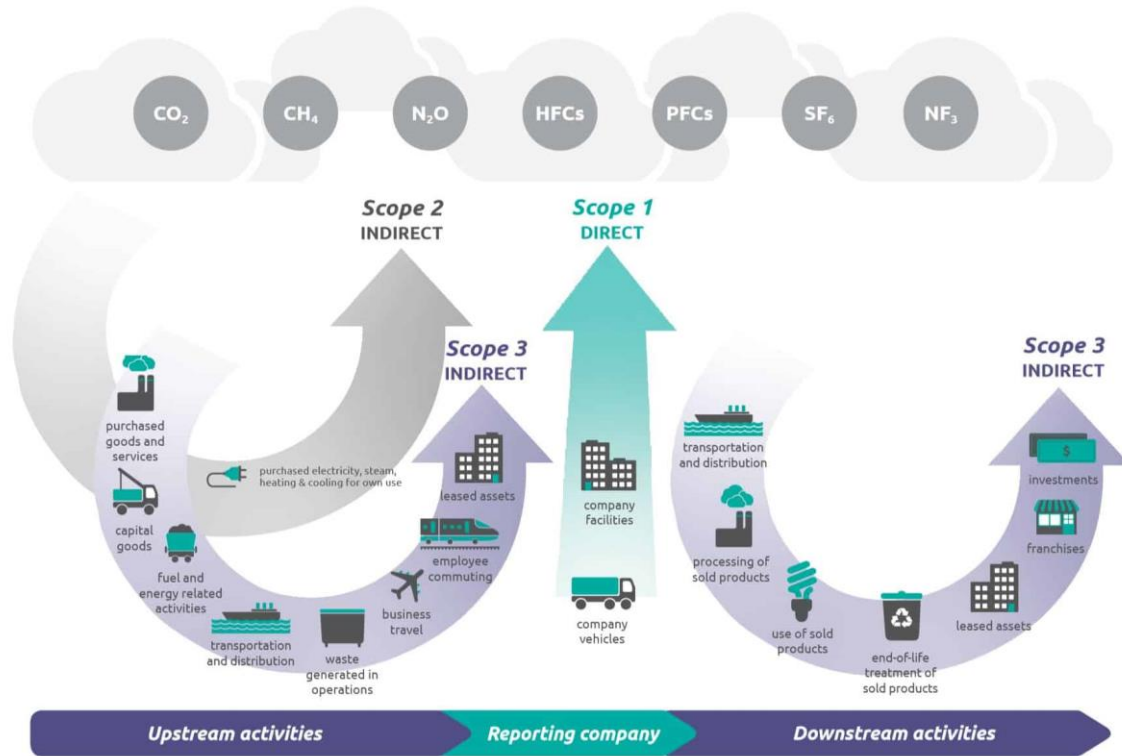 CO₂
CH₄
N₂O
HFCs
PFCs
SF₆
NF₃
Scope 2
INDIRECT
Scope 1
DIRECT
Scope 3
INDIRECT
Scope 3
INDIRECT
purchased
goods and
services
capital
goods
fuel and
energy related
activities
purchased electricity, steam,
heating & cooling for own use
transportation
and distribution
waste
generated in
operations
business
travel
employee
commuting
leased assets
company
facilities
company
vehicles
transportation
and distribution
processing of
sold products
use of sold
products
end-of-life
treatment of
sold products
leased assets
franchises
$
investments
Upstream activities
Reporting company
Downstream activities